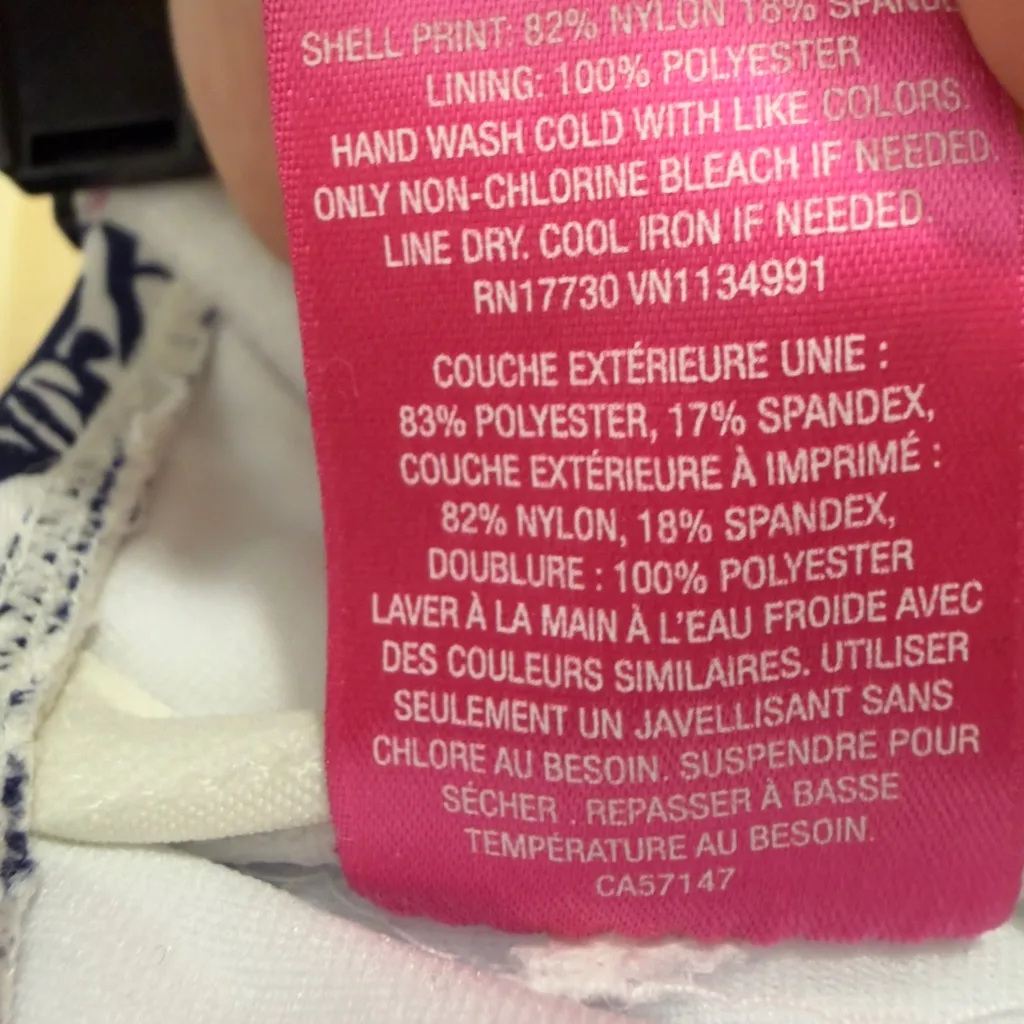 SHELL PRINT: 82% NYLON 18%
LINING: 100% POLYESTER
HAND WASH COLD WITH LIKE COLORS.
ONLY NON-CHLORINE BLEACH IF NEEDED.
LINE DRY. COOL IRON IF NEEDED.
RN17730 VN1134991
COUCHE EXTÉRIEURE UNIE :
83% POLYESTER, 17% SPANDEX,
COUCHE EXTÉRIEURE À IMPRIMÉ :
82% NYLON, 18% SPANDEX,
DOUBLURE : 100% POLYESTER
LAVER À LA MAIN À L'EAU FROIDE AVEC
DES COULEURS SIMILAIRES. UTILISER
SEULEMENT UN JAVELLISANT SANS
CHLORE AU BESOIN. SUSPENDRE POUR
SÉCHER . REPASSER À BASSE
TEMPÉRATURE AU BESOIN.
CA57147